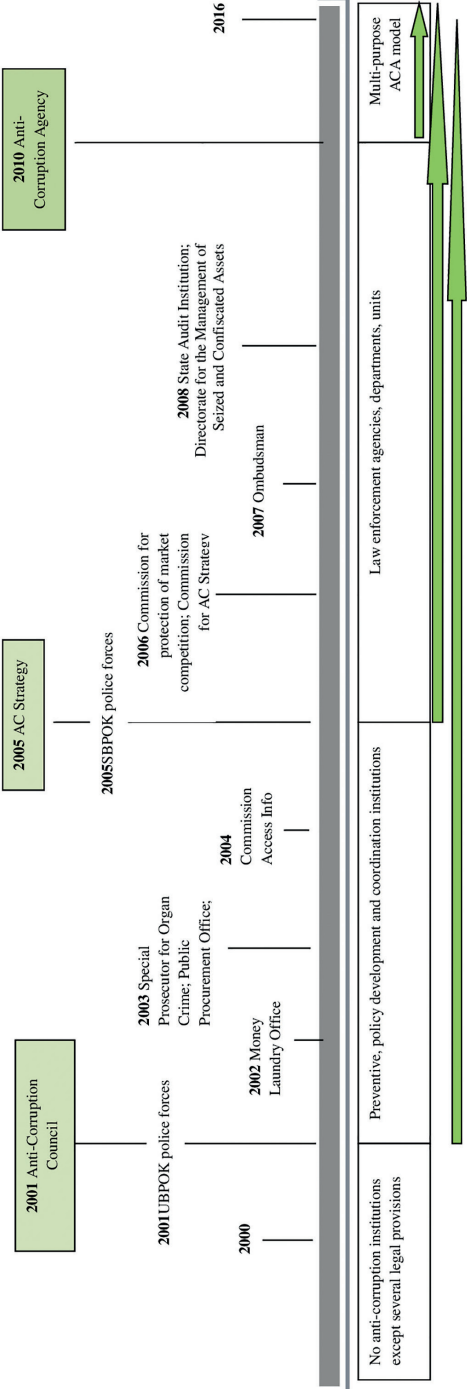 2001 Anti-Corruption
Council
2005 AC Strategy
2010 Anti-
Corruption Agency
2001UBPOK police forces
2005SBPOK police forces
2000
2002 Money
Laundry Office
2003 Special
Prosecutor for Organ
Crime; Public
Procurement Office;
2004
Commission
Access Info
2006 Commission for
protection of market
competition; Commission
for AC Strategy
2007 Ombudsman
2008 State Audit Institution;
Directorate for the Management of
Seized and Confiscated Assets
2016
No anti-corruption institutions
except several legal provisions
Preventive, policy development and coordination institutions
Law enforcement agencies, departments, units
Multi-purpose
ACA model